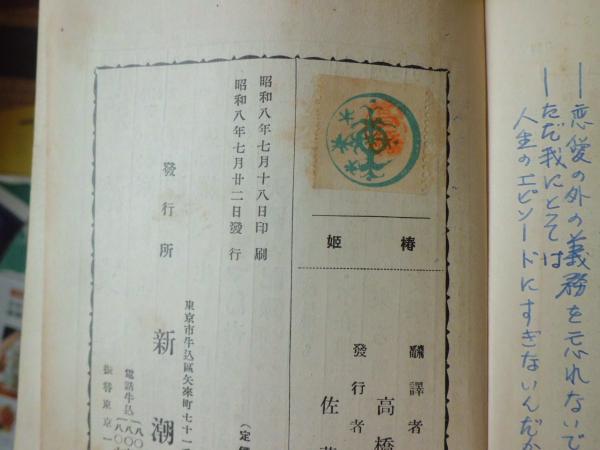 ―恋愛の外の義務を忘れないで
―ただ我にとそは
人生のエピソードにすぎないんだか
椿姫
飜譯者 高橋
發行者 佐
昭和八年七月十八日印刷
昭和八年七月廿二日發行
發行所 新潮
東京市牛込區矢來町七十一
電話牛込
振替東京
(定價